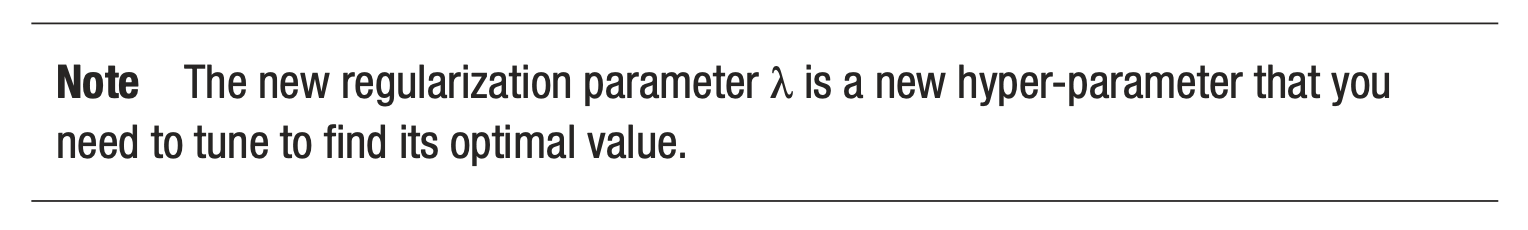 Note The new regularization parameter λ is a new hyper-parameter that you
need to tune to find its optimal value.